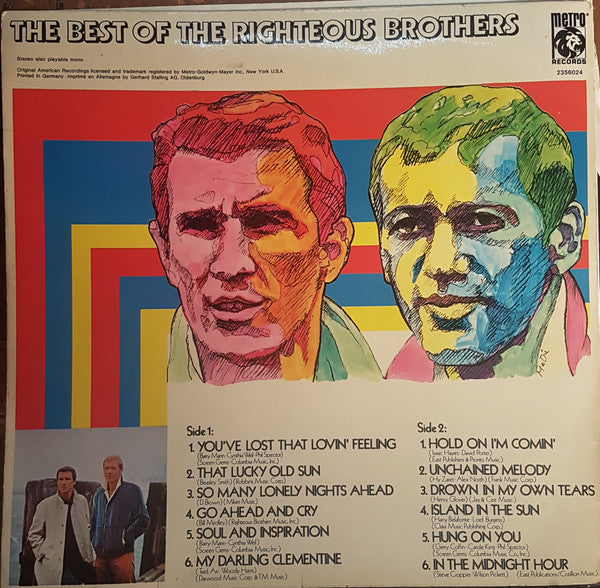 THE BEST OF THE RIGHTEOUS BROTHERS
metro
RECORDS
2356024
Stereo also playable mono
Original American Recordings licensed and trademark registered by Metro-Goldwyn-Mayer Inc., New York U.S.A.
Printed in Germany · Imprimé en Allemagne by Gerhard Stalling AG, Oldenburg
Side 1:
1. YOU'VE LOST THAT LOVIN' FEELING
(Barry Mann-Cynthia Weil-Phil Spector)
(Screen Gems-Columbia Music, Inc.)
2. THAT LUCKY OLD SUN
(Beasley Smith) (Robbins Music Corp.)
3. SO MANY LONELY NIGHTS AHEAD
(D. Brown) (Mikim Music)
4. GO AHEAD AND CRY
(Bill Medley) (Righteous Brothers Music Corp.)
5. SOUL AND INSPIRATION
(Barry Mann-Cynthia Weil)
(Screen Gems-Columbia Music, Inc.)
6. MY DARLING CLEMENTINE
(Trad. Arr. Woody Harris)
(Darwood Music Corp. & T.M. Music)
Side 2:
1. HOLD ON I'M COMIN'
(Isaac Hayes-David Porter)
(East Publishers & Pronto Music)
2. UNCHAINED MELODY
(Hy Zaret-Alex North) (Frank Music Corp.)
3. DROWN IN MY OWN TEARS
(Henry Glover) (Jay & Cee Music)
4. ISLAND IN THE SUN
(Harry Belafonte-Lord Burgess)
(Clara Music Publishing Corp.)
5. HUNG ON YOU
(Gerry Goffin-Carole King-Phil Spector)
(Screen Gems-Columbia Music, Inc.)
6. IN THE MIDNIGHT HOUR
(Steve Cropper-Wilson Pickett) (East Publications/Cotillion Music)